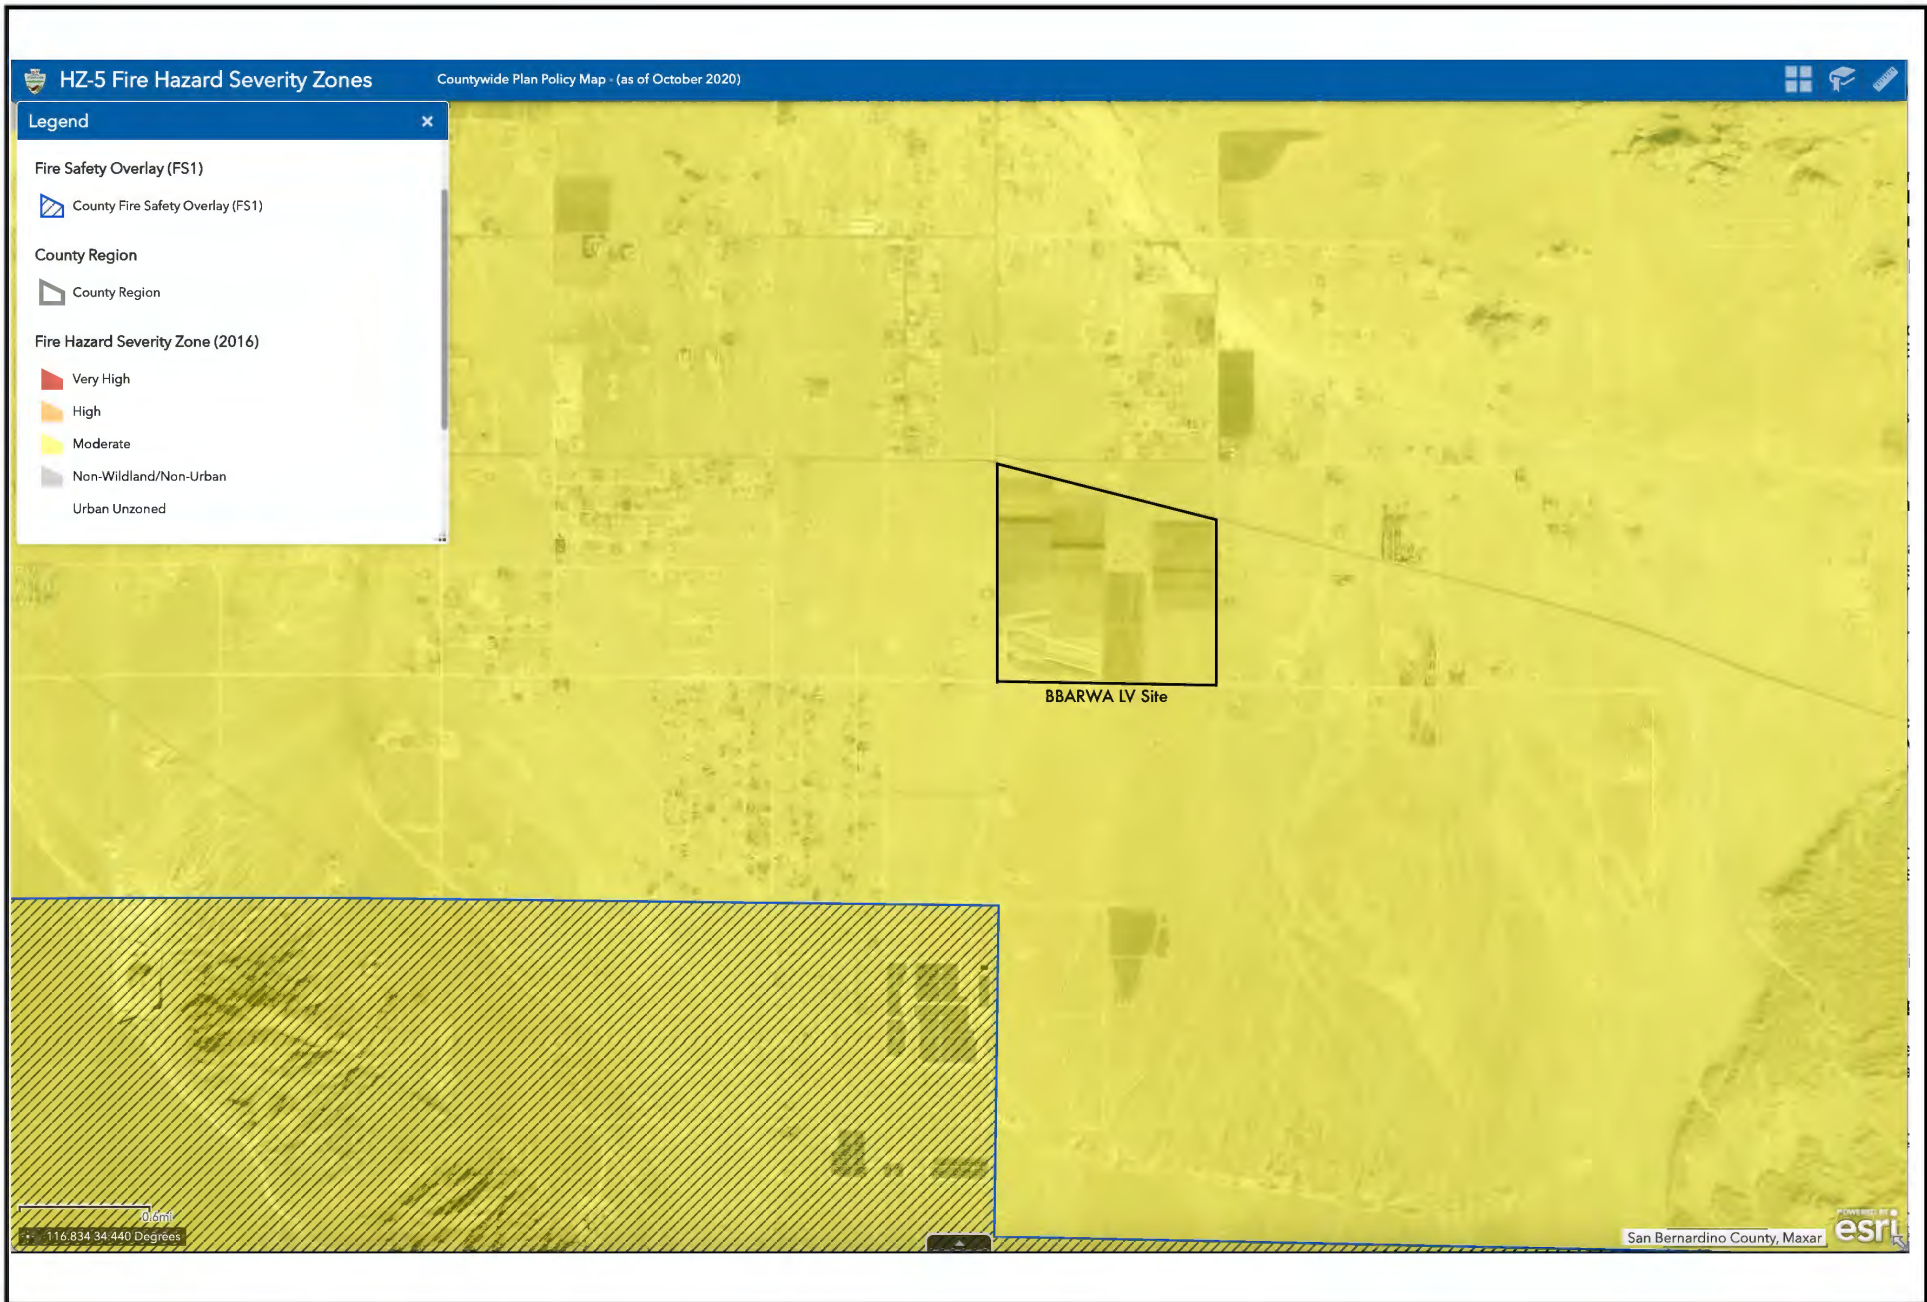 HZ-5 Fire Hazard Severity Zones
Countywide Plan Policy Map - (as of October 2020)
Legend
Fire Safety Overlay (FS1)
County Fire Safety Overlay (FS1)
County Region
County Region
Fire Hazard Severity Zone (2016)
Very High
High
Moderate
Non-Wildland/Non-Urban
Urban Unzoned
BBARWA LV Site
0.6mi
-116.834 34.440 Degrees
San Bernardino County, Maxar
POWERED BY
esri